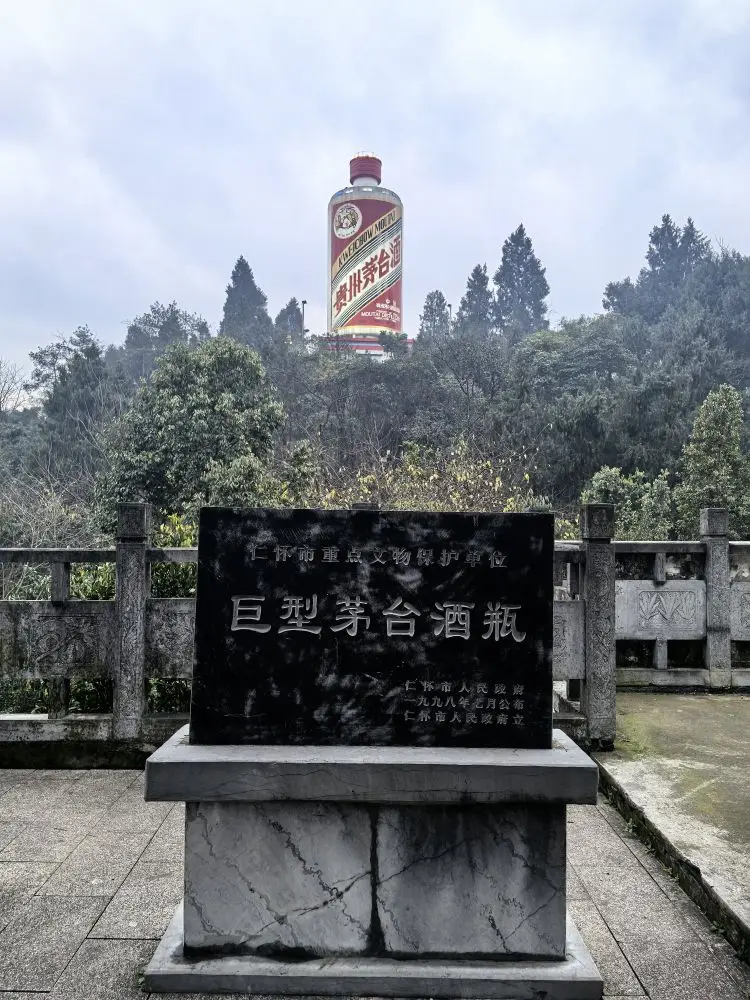 KWEICHOW MOUTAI
贵州茅台酒
仁怀市重点文物保护单位
巨型茅台酒瓶
仁怀市人民政府
一九九八年七月公布
仁怀市人民政府立